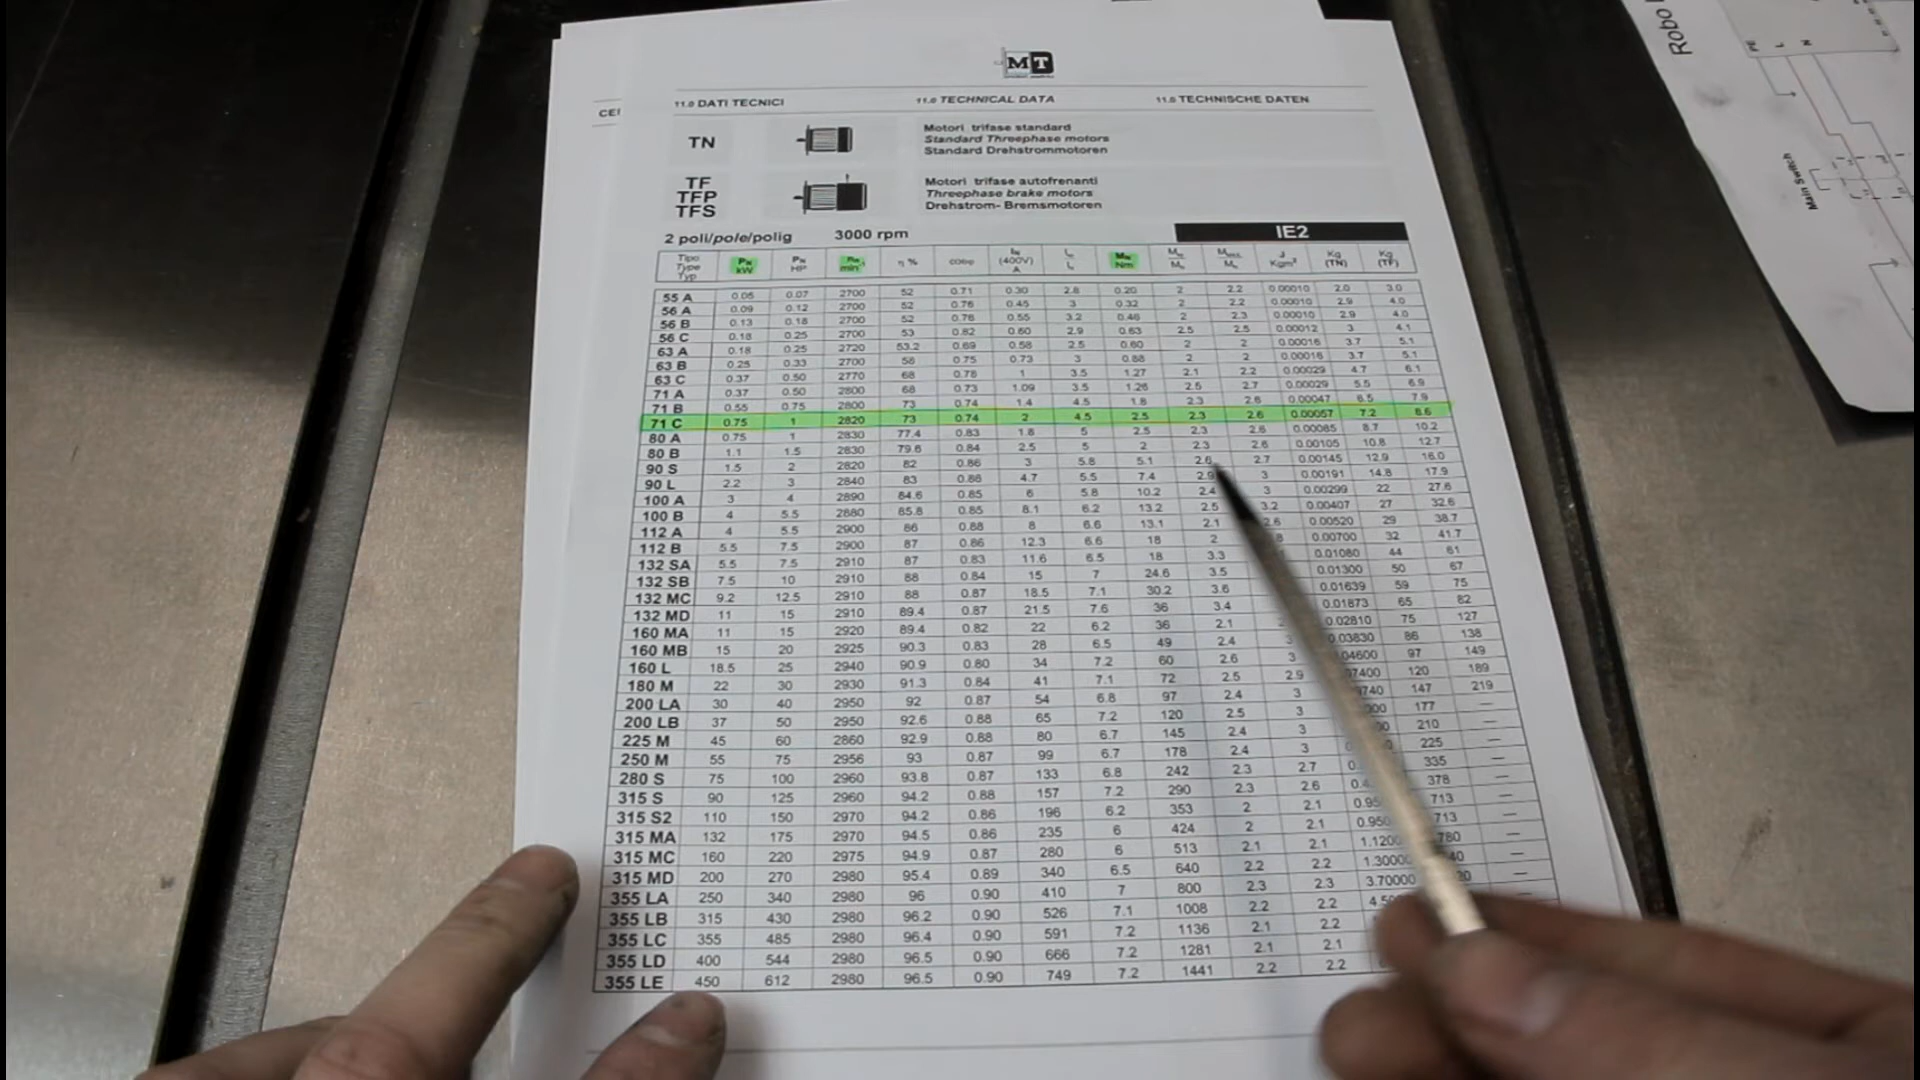 11.0 DATI TECNICI 11.0 TECHNICAL DATA 11.0 TECHNISCHE DATEN
MT
CEI
TN
Motori trifase standard
Standard Threephase motors
Standard Drehstrommotoren
TF
TFP
TFS
Motori trifase autofrenanti
Threephase brake motors
Drehstrom- Bremsmotoren
2 poli/pole/polig 3000 rpm IE2
Tipo Type Typ PN kW PN HP nN min-1 η % cosφ IN (400V) A MN Nm Mmax J Kgm² Kg (TN) Kg (TF)
55 A 0.06 0.07 2700 52 0.71 0.30 2.8 0.20 2 2.2 0.00010 2.0 3.0
56 A 0.09 0.12 2700 52 0.76 0.45 3 0.32 2 2.2 0.00010 2.9 4.0
56 B 0.13 0.18 2700 52 0.76 0.55 3.2 0.46 2 2.3 0.00010 2.9 4.0
56 C 0.18 0.25 2700 53 0.82 0.60 2.9 0.63 2.5 2.5 0.00012 3 4.1
63 A 0.18 0.25 2720 53.2 0.69 0.58 2.5 0.60 2 2 0.00016 3.7 5.1
63 B 0.25 0.33 2700 58 0.75 0.73 3 0.88 2 2 0.00016 3.7 5.1
63 C 0.37 0.50 2770 68 0.78 1 3.5 1.27 2.1 2.2 0.00029 4.7 6.1
71 A 0.37 0.50 2800 68 0.73 1.09 3.5 1.26 2.5 2.7 0.00029 5.5 6.9
71 B 0.55 0.75 2800 73 0.74 1.4 4.5 1.8 2.3 2.6 0.00047 6.5 7.9
71 C 0.75 1 2820 73 0.74 2 4.5 2.5 2.3 2.6 0.00057 7.2 8.6
80 A 0.75 1 2830 77.4 0.83 1.8 5 2.5 2.3 2.6 0.00085 8.7 10.2
80 B 1.1 1.5 2830 79.6 0.84 2.5 5 2 2.3 2.6 0.00105 10.8 12.7
90 S 1.5 2 2820 82 0.86 3 5.8 5.1 2.6 2.7 0.00145 12.9 16.0
90 L 2.2 3 2840 83 0.86 4.7 5.5 7.4 2.9 3 0.00191 14.8 17.9
100 A 3 4 2890 84.6 0.85 6 5.8 10.2 2.4 3 0.00299 22 27.6
100 B 4 5.5 2880 85.8 0.85 8.1 6.2 13.2 2.5 3.2 0.00407 27 32.6
112 A 4 5.5 2900 86 0.88 8 6.6 13.1 2.1 2.6 0.00520 29 38.7
112 B 5.5 7.5 2900 87 0.86 12.3 6.6 18 2 0.00700 32 41.7
132 SA 5.5 7.5 2910 87 0.83 11.6 6.5 18 3.3 0.01080 44 61
132 SB 7.5 10 2910 88 0.84 15 7 24.6 3.5 0.01300 50 67
132 MC 9.2 12.5 2910 88 0.87 18.5 7.1 30.2 3.6 0.01639 59 75
132 MD 11 15 2910 89.4 0.87 21.5 7.6 36 3.4 0.01873 65 82
160 MA 11 15 2920 89.4 0.82 22 6.2 36 2.1 0.02810 75 127
160 MB 15 20 2925 90.3 0.83 28 6.5 49 2.4 3 0.03830 86 138
160 L 18.5 25 2940 90.9 0.80 34 7.2 60 2.6 3 97 149
180 M 22 30 2930 91.3 0.84 41 7.1 72 2.5 2.9 120 189
200 LA 30 40 2950 92 0.87 54 6.8 97 2.4 3 147 219
200 LB 37 50 2950 92.6 0.88 65 7.2 120 2.5 3 177 —
225 M 45 60 2860 92.9 0.88 80 6.7 145 2.4 3 210 —
250 M 55 75 2956 93 0.87 99 6.7 178 2.4 3 225 —
280 S 75 100 2960 93.8 0.87 133 6.8 242 2.3 2.7 335 —
315 S 90 125 2960 94.2 0.88 157 7.2 290 2.3 2.6 378 —
315 S2 110 150 2970 94.2 0.86 196 6.2 353 2 2.1 713 —
315 MA 132 175 2970 94.5 0.86 235 6 424 2 2.1 713 —
315 MC 160 220 2975 94.9 0.87 280 6 513 2.1 2.1 1.1200 780 —
315 MD 200 270 2980 95.4 0.89 340 6.5 640 2.2 2.2 1.30000 —
355 LA 250 340 2980 96 0.90 410 7 800 2.3 2.3 3.70000 —
355 LB 315 430 2980 96.2 0.90 526 7.1 1008 2.2 2.2
355 LC 355 485 2980 96.4 0.90 591 7.2 1136 2.1 2.2
355 LD 400 544 2980 96.5 0.90 666 7.2 1281 2.1 2.1
355 LE 450 612 2980 96.5 0.90 749 7.2 1441 2.2 2.2
Robo
PE L N
Main Switch